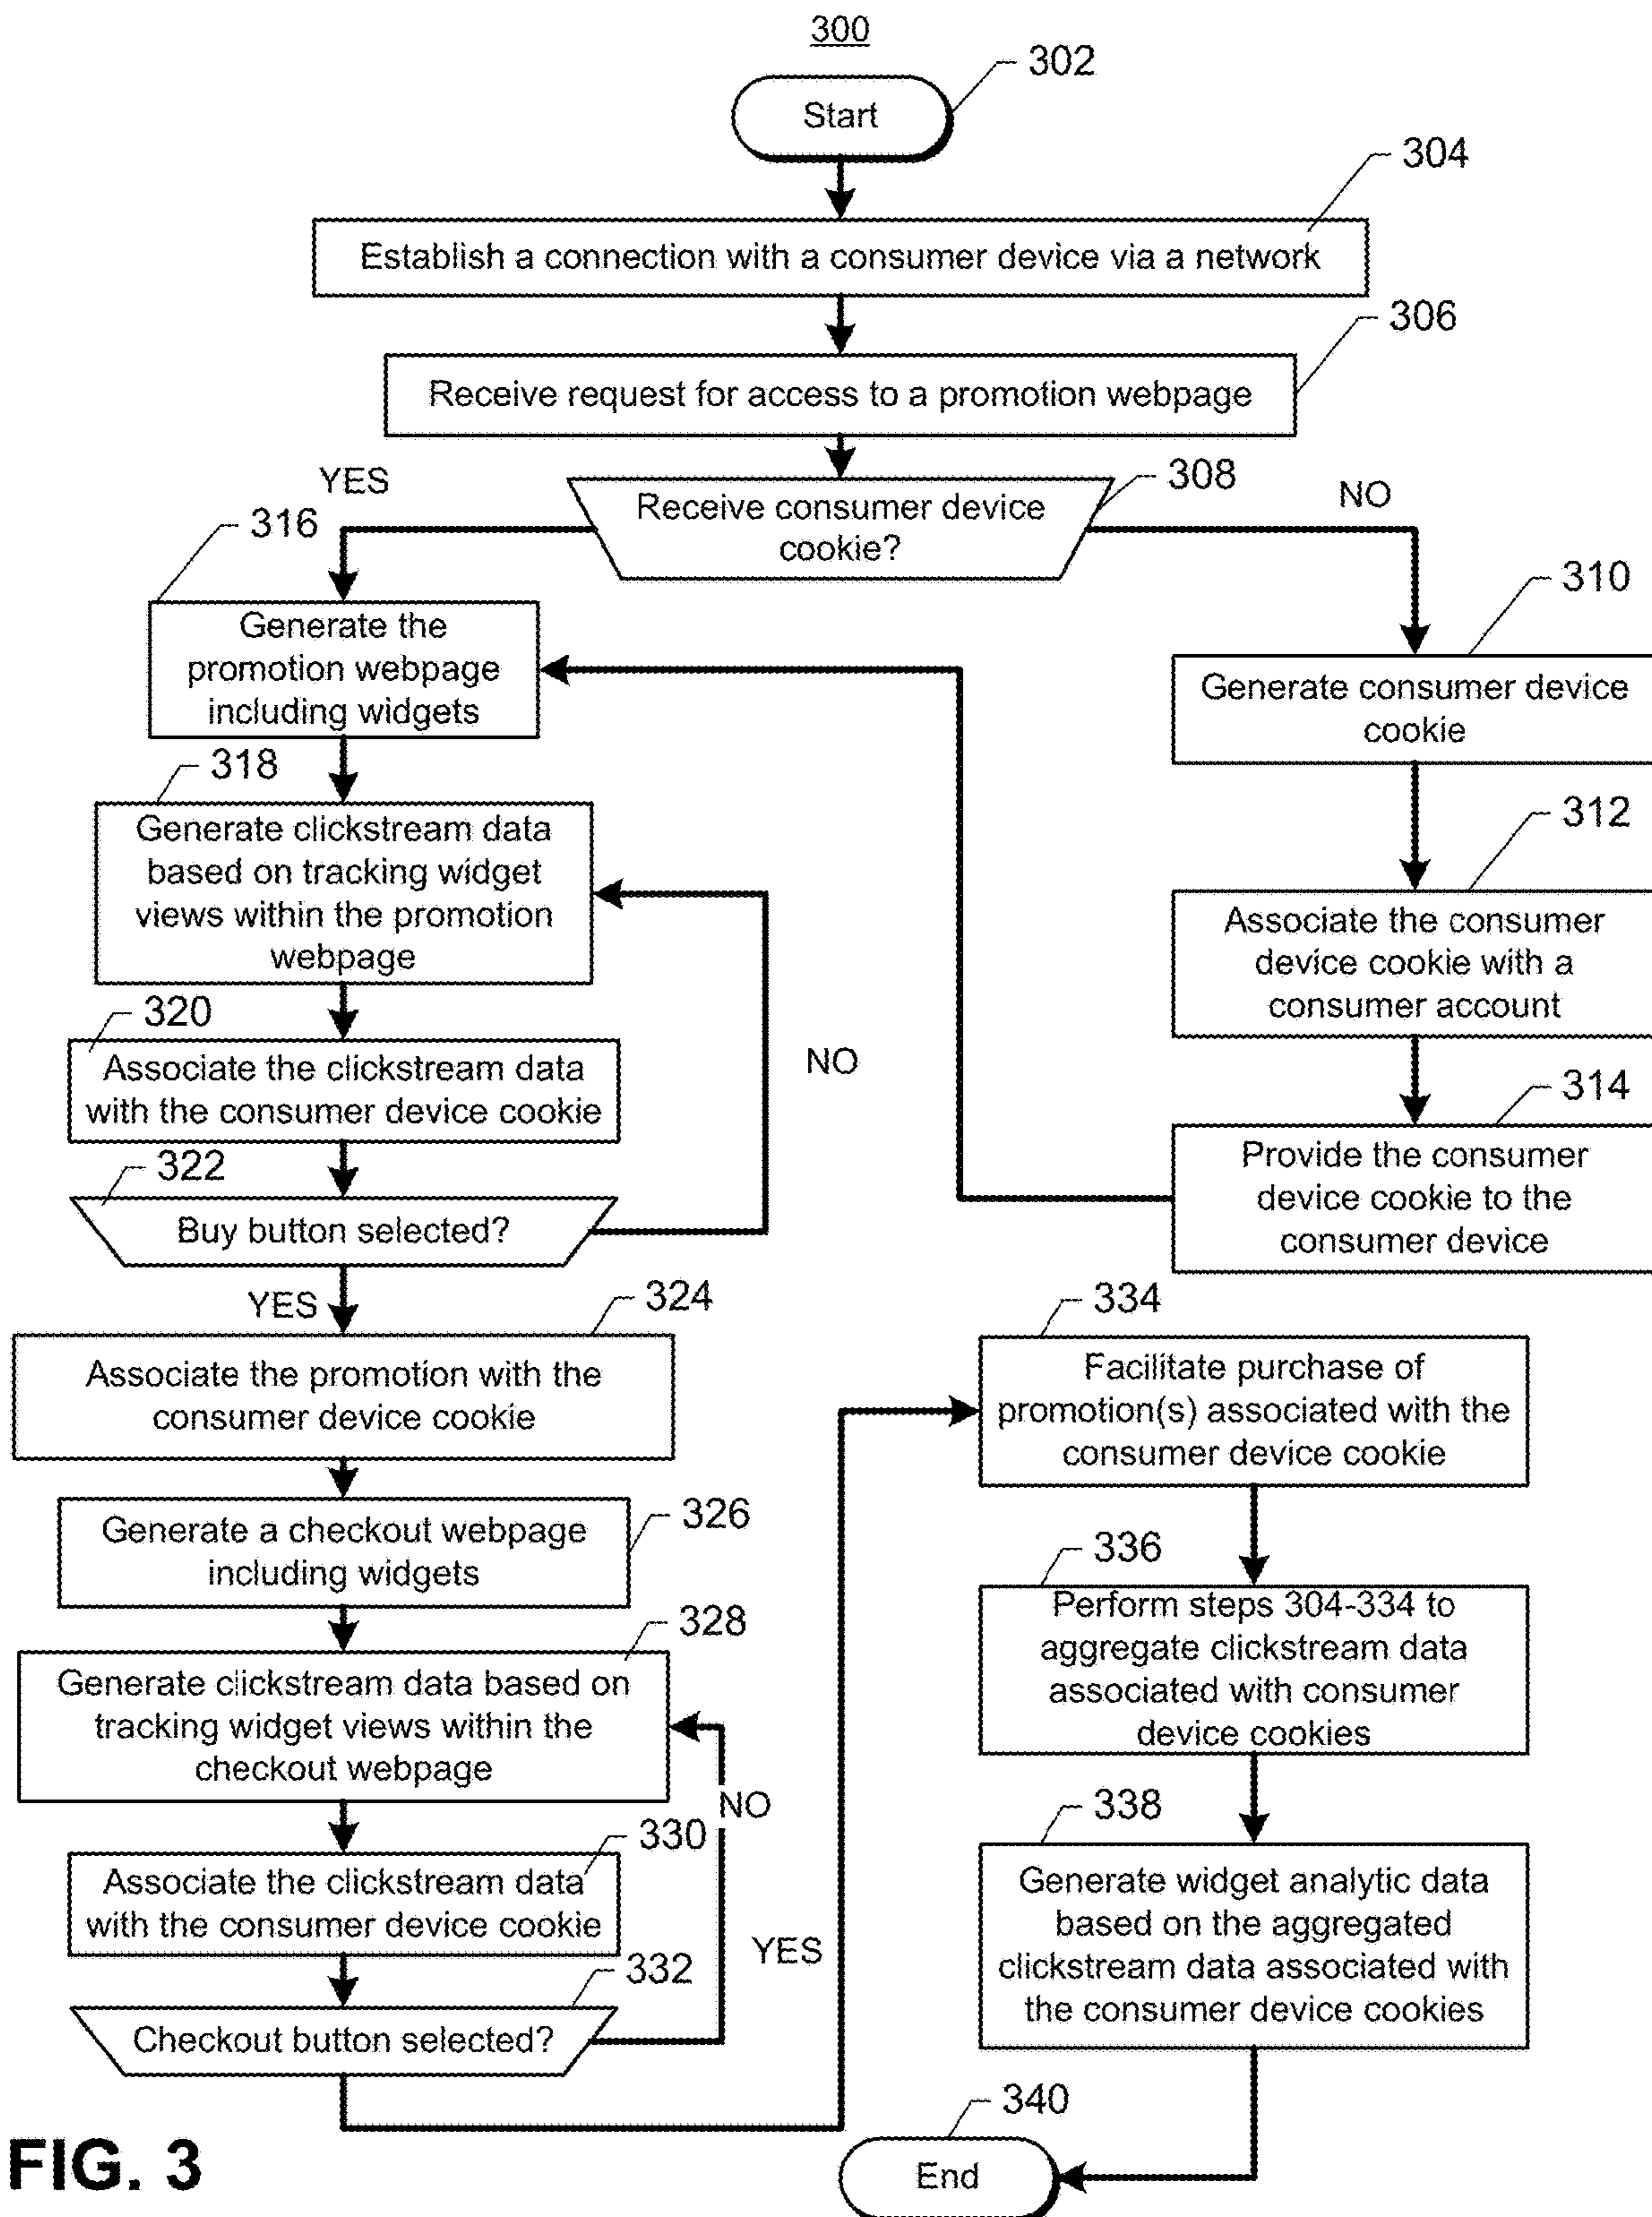 300
302
Start
304
Establish a connection with a consumer device via a network
306
Receive request for access to a promotion webpage
308
Receive consumer device
cookie?
YES
NO
316
Generate the
promotion webpage
including widgets
310
Generate consumer device
cookie
312
Associate the consumer
device cookie with a
consumer account
314
Provide the consumer
device cookie to the
consumer device
318
Generate clickstream data
based on tracking widget
views within the promotion
webpage
320
Associate the clickstream data
with the consumer device cookie
322
Buy button selected?
NO
YES
324
Associate the promotion with the
consumer device cookie
326
Generate a checkout webpage
including widgets
328
Generate clickstream data based on
tracking widget views within the
checkout webpage
330
Associate the clickstream data
with the consumer device cookie
332
Checkout button selected?
NO
YES
334
Facilitate purchase of
promotion(s) associated with the
consumer device cookie
336
Perform steps 304-334 to
aggregate clickstream data
associated with consumer
device cookies
338
Generate widget analytic data
based on the aggregated
clickstream data associated with
the consumer device cookies
340
End
FIG. 3